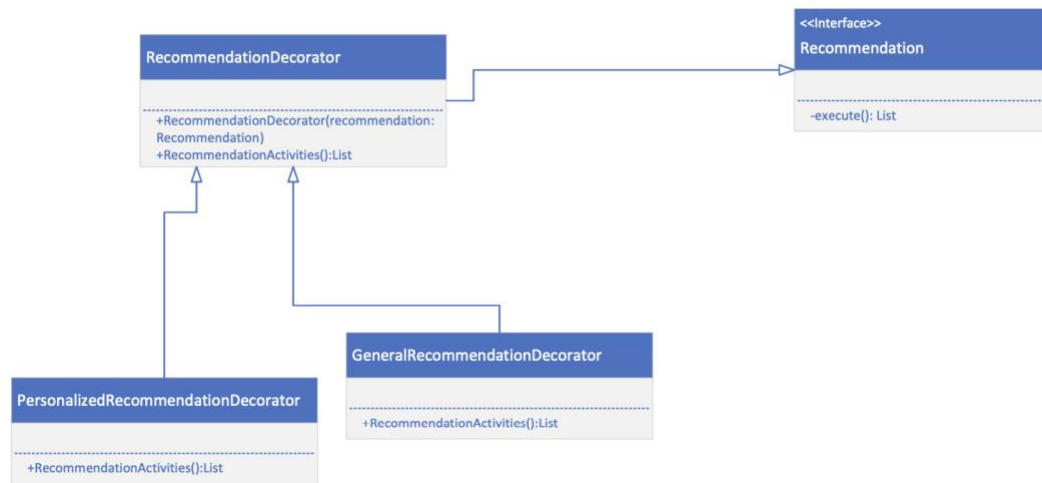 <<Interface>>
Recommendation
-execute(): List
RecommendationDecorator
+RecommendationDecorator(recommendation:
Recommendation)
+RecommendationActivities():List
GeneralRecommendationDecorator
+RecommendationActivities():List
PersonalizedRecommendationDecorator
+RecommendationActivities():List